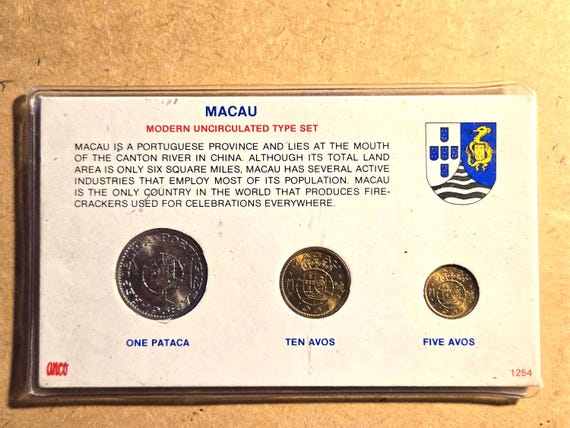 MACAU
MODERN UNCIRCULATED TYPE SET
MACAU IS A PORTUGUESE PROVINCE AND LIES AT THE MOUTH
OF THE CANTON RIVER IN CHINA. ALTHOUGH ITS TOTAL LAND
AREA IS ONLY SIX SQUARE MILES, MACAU HAS SEVERAL ACTIVE
INDUSTRIES THAT EMPLOY MOST OF ITS POPULATION. MACAU
IS THE ONLY COUNTRY IN THE WORLD THAT PRODUCES FIRE-
CRACKERS USED FOR CELEBRATIONS EVERYWHERE.
ONE PATACA
TEN AVOS
FIVE AVOS
1254